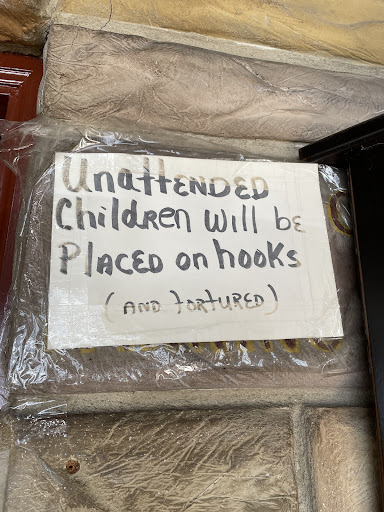 UnattENDED
Children will be
PlACED on hooks
(AND tortURED)